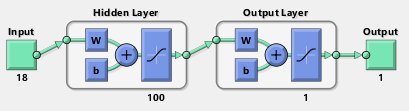 Hidden Layer
Output Layer
Input
Output
W
b
+
W
b
+
18
100
1
1